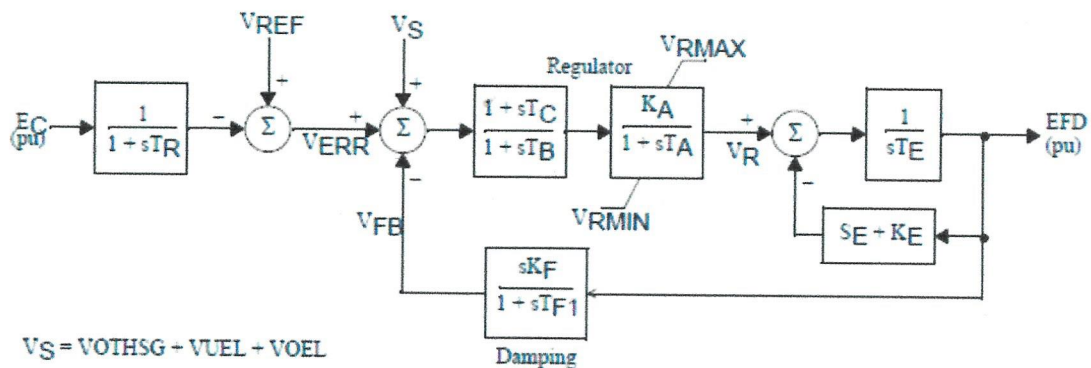 VREF
VS
Regulator
VRMAX
EC
(pu)
1
1 + sTR
−
+
Σ
+
VERR
+
Σ
−
1 + sTC
1 + sTB
KA
1 + sTA
VRMIN
+
VR
Σ
−
1
sTE
EFD
(pu)
SE + KE
VFB
sKF
1 + sTF1
Damping
VS = VOTHSG + VUEL + VOEL